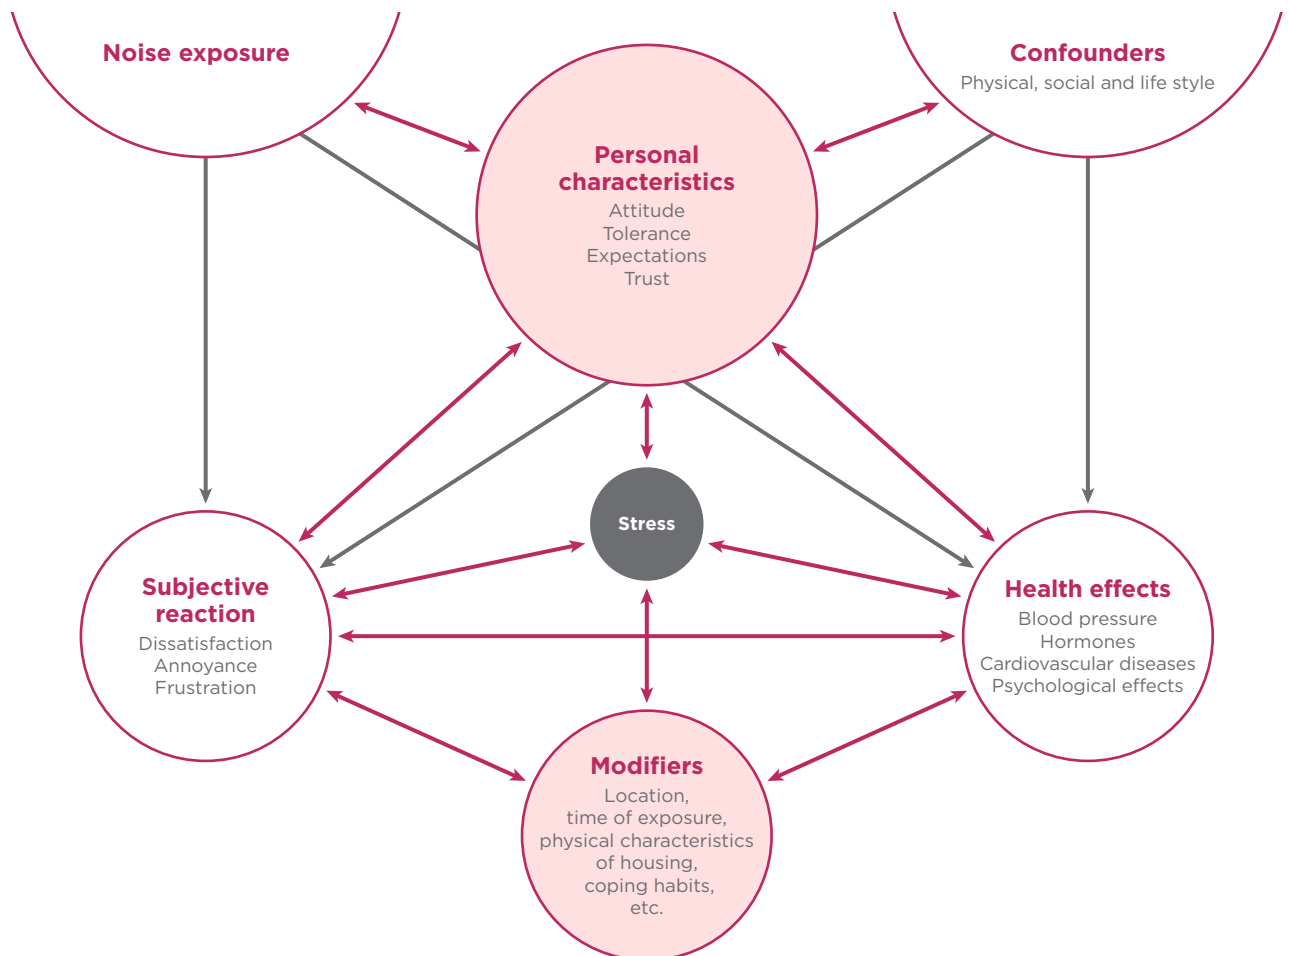 Noise exposure
Confounders
Physical, social and life style
Personal
characteristics
Attitude
Tolerance
Expectations
Trust
Stress
Subjective
reaction
Dissatisfaction
Annoyance
Frustration
Health effects
Blood pressure
Hormones
Cardiovascular diseases
Psychological effects
Modifiers
Location,
time of exposure,
physical characteristics
of housing,
coping habits,
etc.